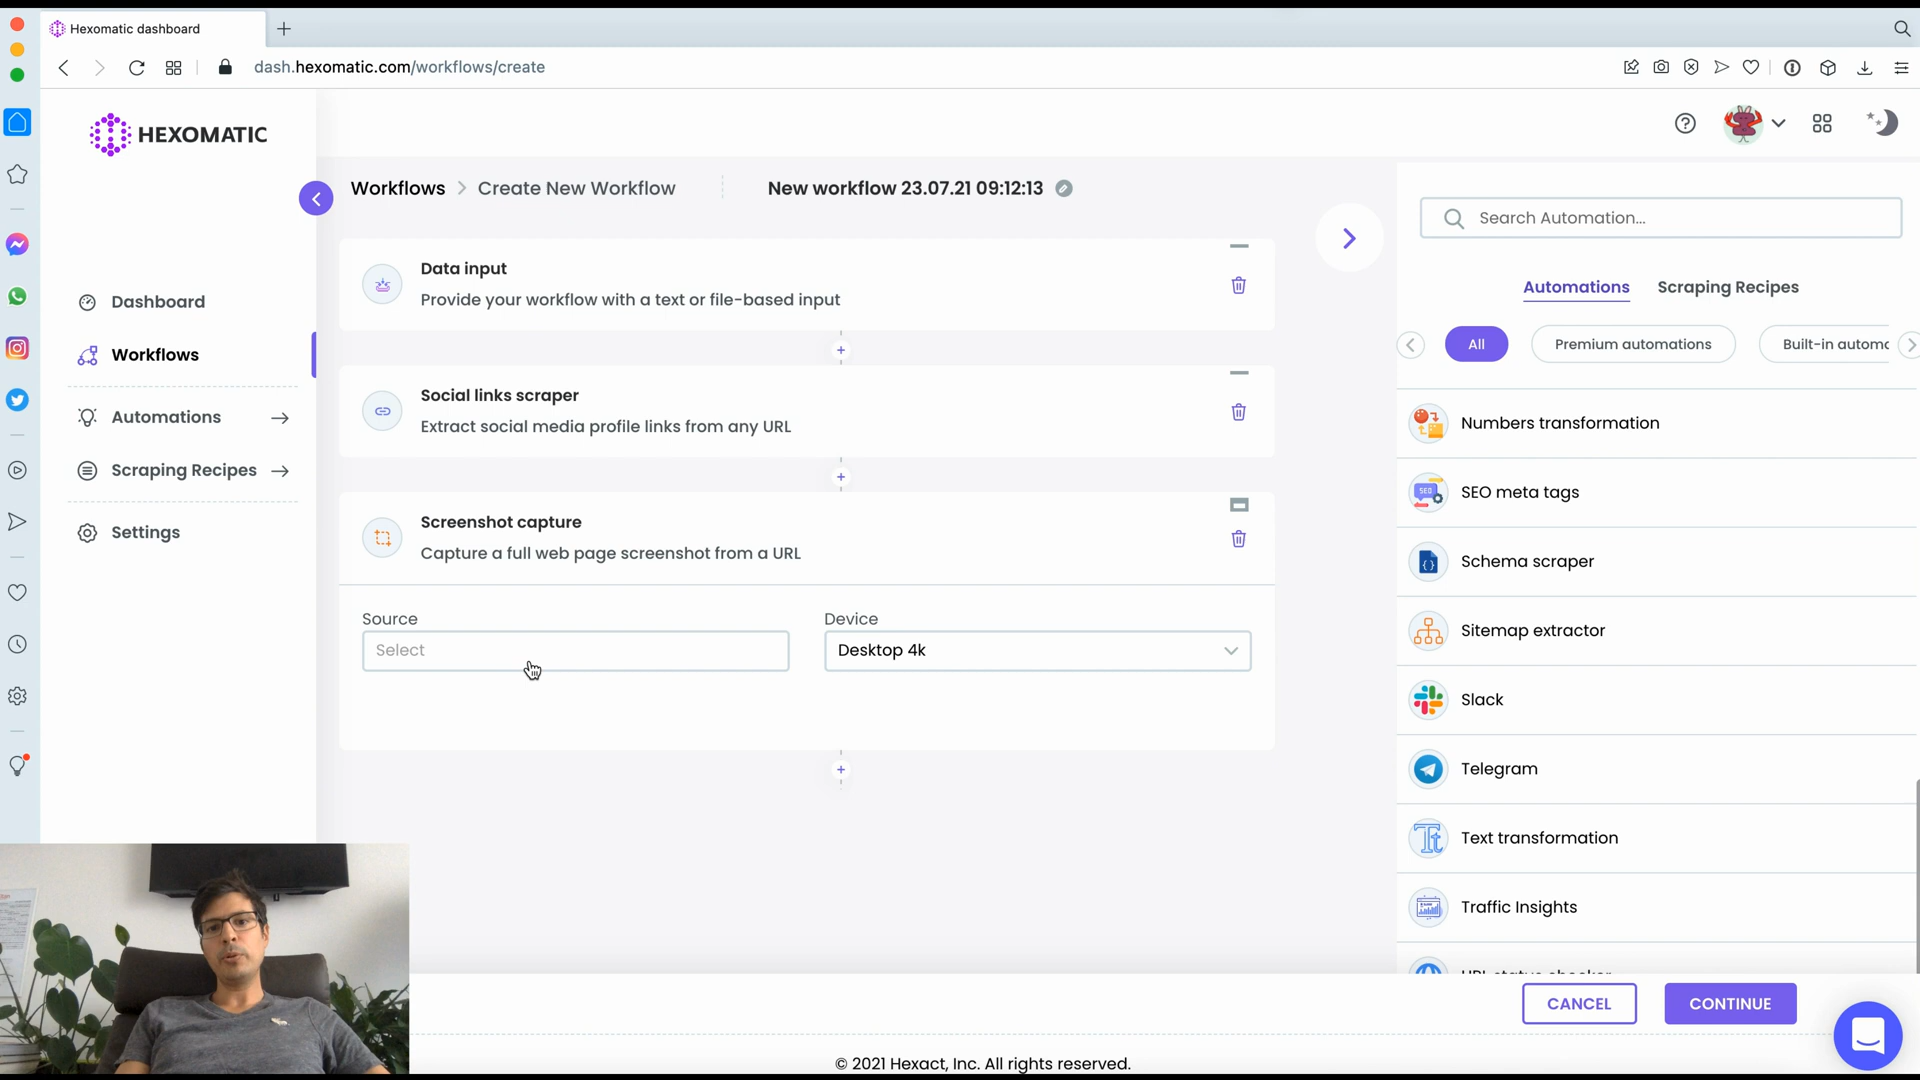 Hexomatic dashboard
dash.hexomatic.com/workflows/create
HEXOMATIC
Workflows
Create New Workflow
New workflow 23.07.21 09:12:13
Search Automation...
Data input
Provide your workflow with a text or file-based input
Automations
Scraping Recipes
Dashboard
Workflows
All
Premium automations
Built-in automa
Social links scraper
Extract social media profile links from any URL
Automations
Scraping Recipes
Settings
Screenshot capture
Capture a full web page screenshot from a URL
Source
Select
Device
Desktop 4k
Numbers transformation
SEO
SEO meta tags
Schema scraper
Sitemap extractor
Slack
Telegram
Text transformation
Traffic Insights
CANCEL
CONTINUE
© 2021 Hexact, Inc. All rights reserved.